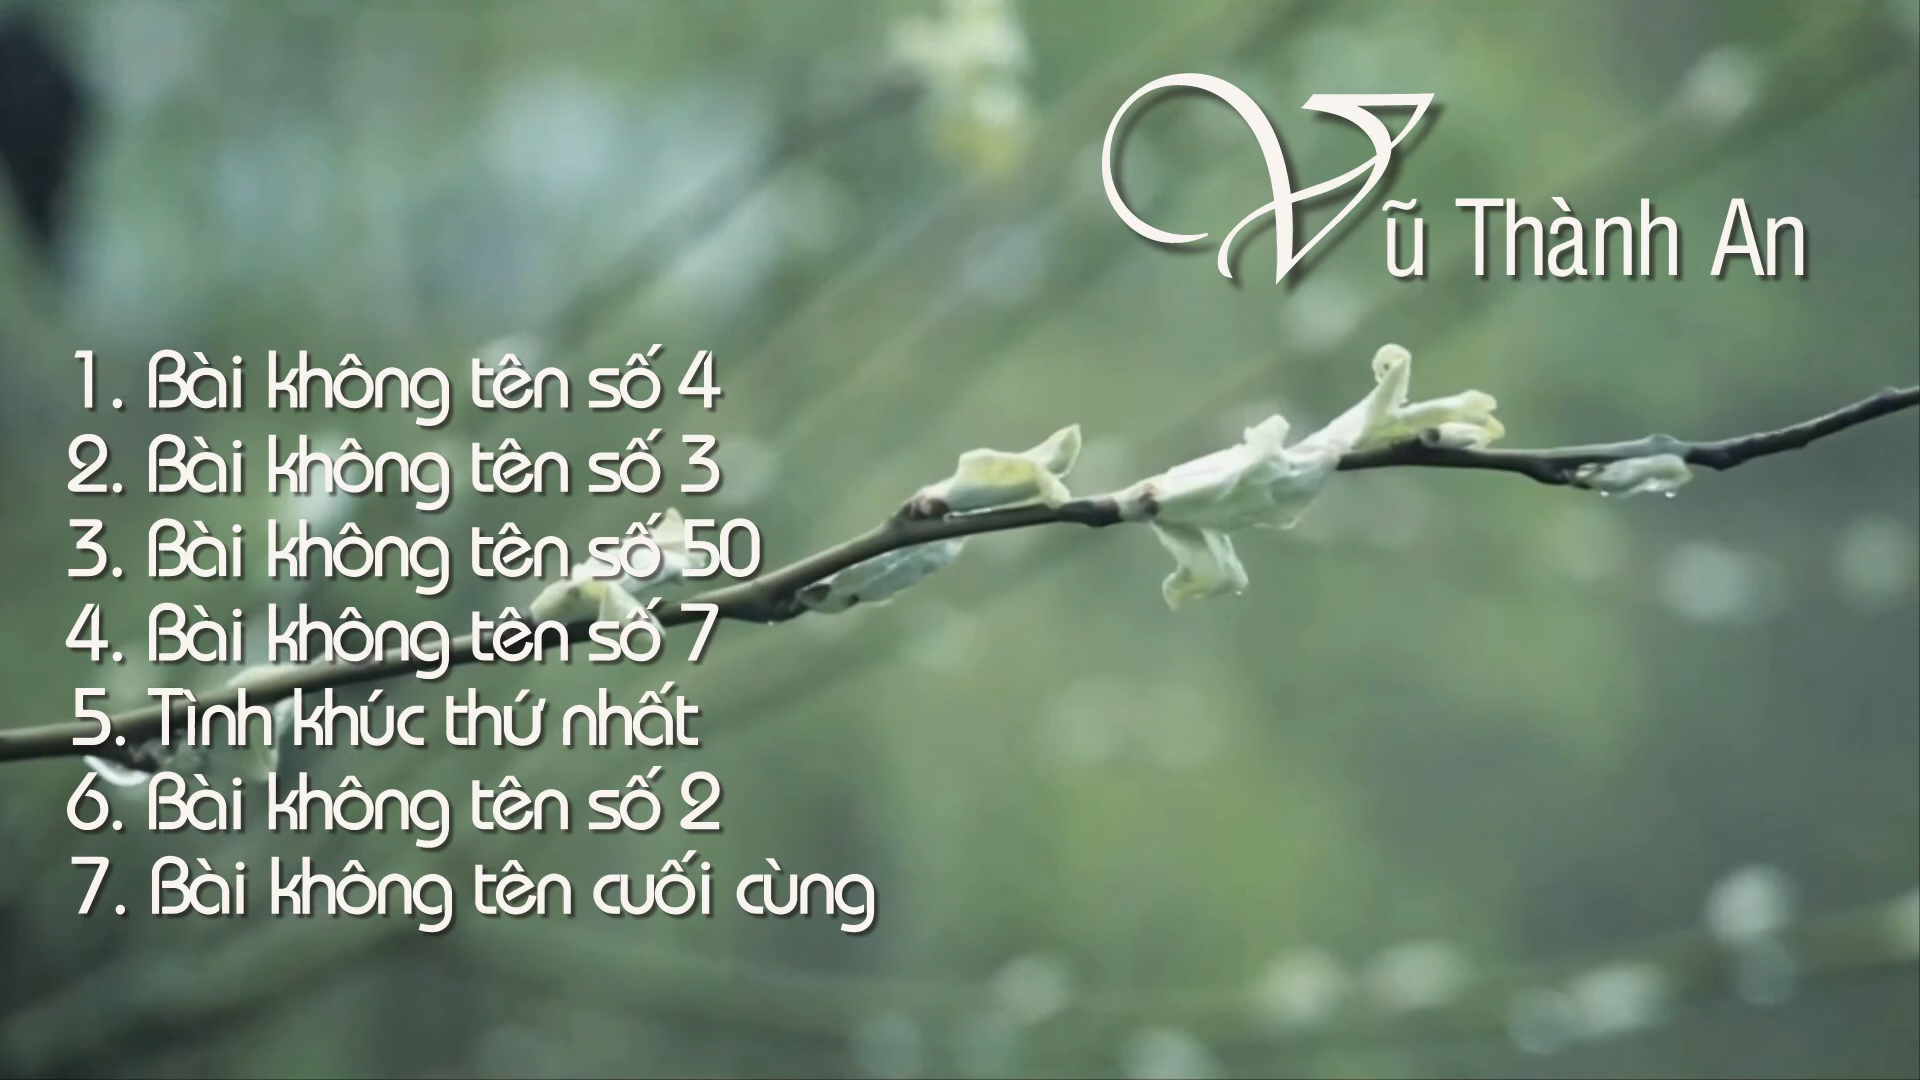 Vũ Thành An
1. Bài không tên số 4
2. Bài không tên số 3
3. Bài không tên số 50
4. Bài không tên số 7
5. Tình khúc thứ nhất
6. Bài không tên số 2
7. Bài không tên cuối cùng